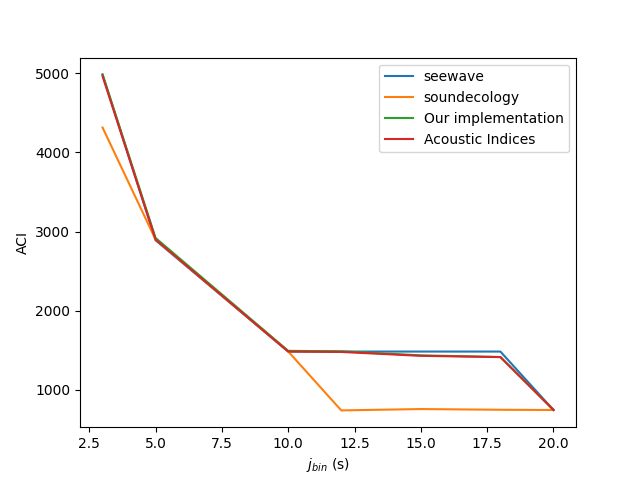 seewave
soundecology
Our implementation
Acoustic Indices
5000
4000
3000
2000
1000
ACI
2.5 5.0 7.5 10.0 12.5 15.0 17.5 20.0
j_bin (s)